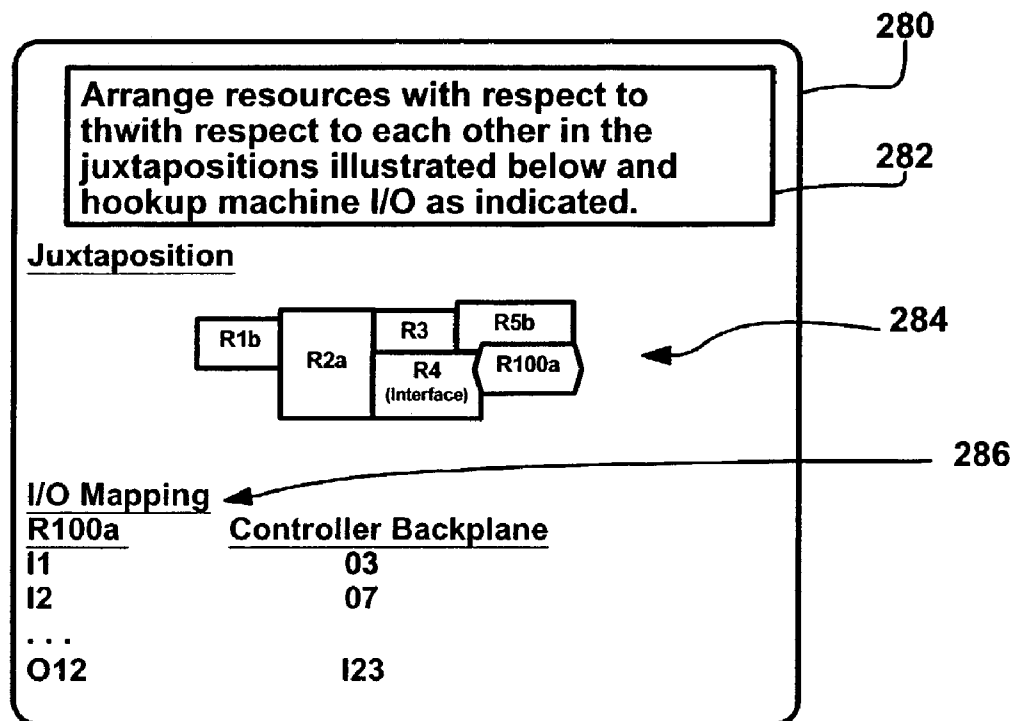 280
Arrange resources with respect to
thwith respect to each other in the
juxtapositions illustrated below and
hookup machine I/O as indicated.
282
Juxtaposition
R1b
R2a
R3
R5b
R4
(Interface)
R100a
284
286
I/O Mapping
R100a Controller Backplane
I1 03
I2 07
. . .
O12 I23